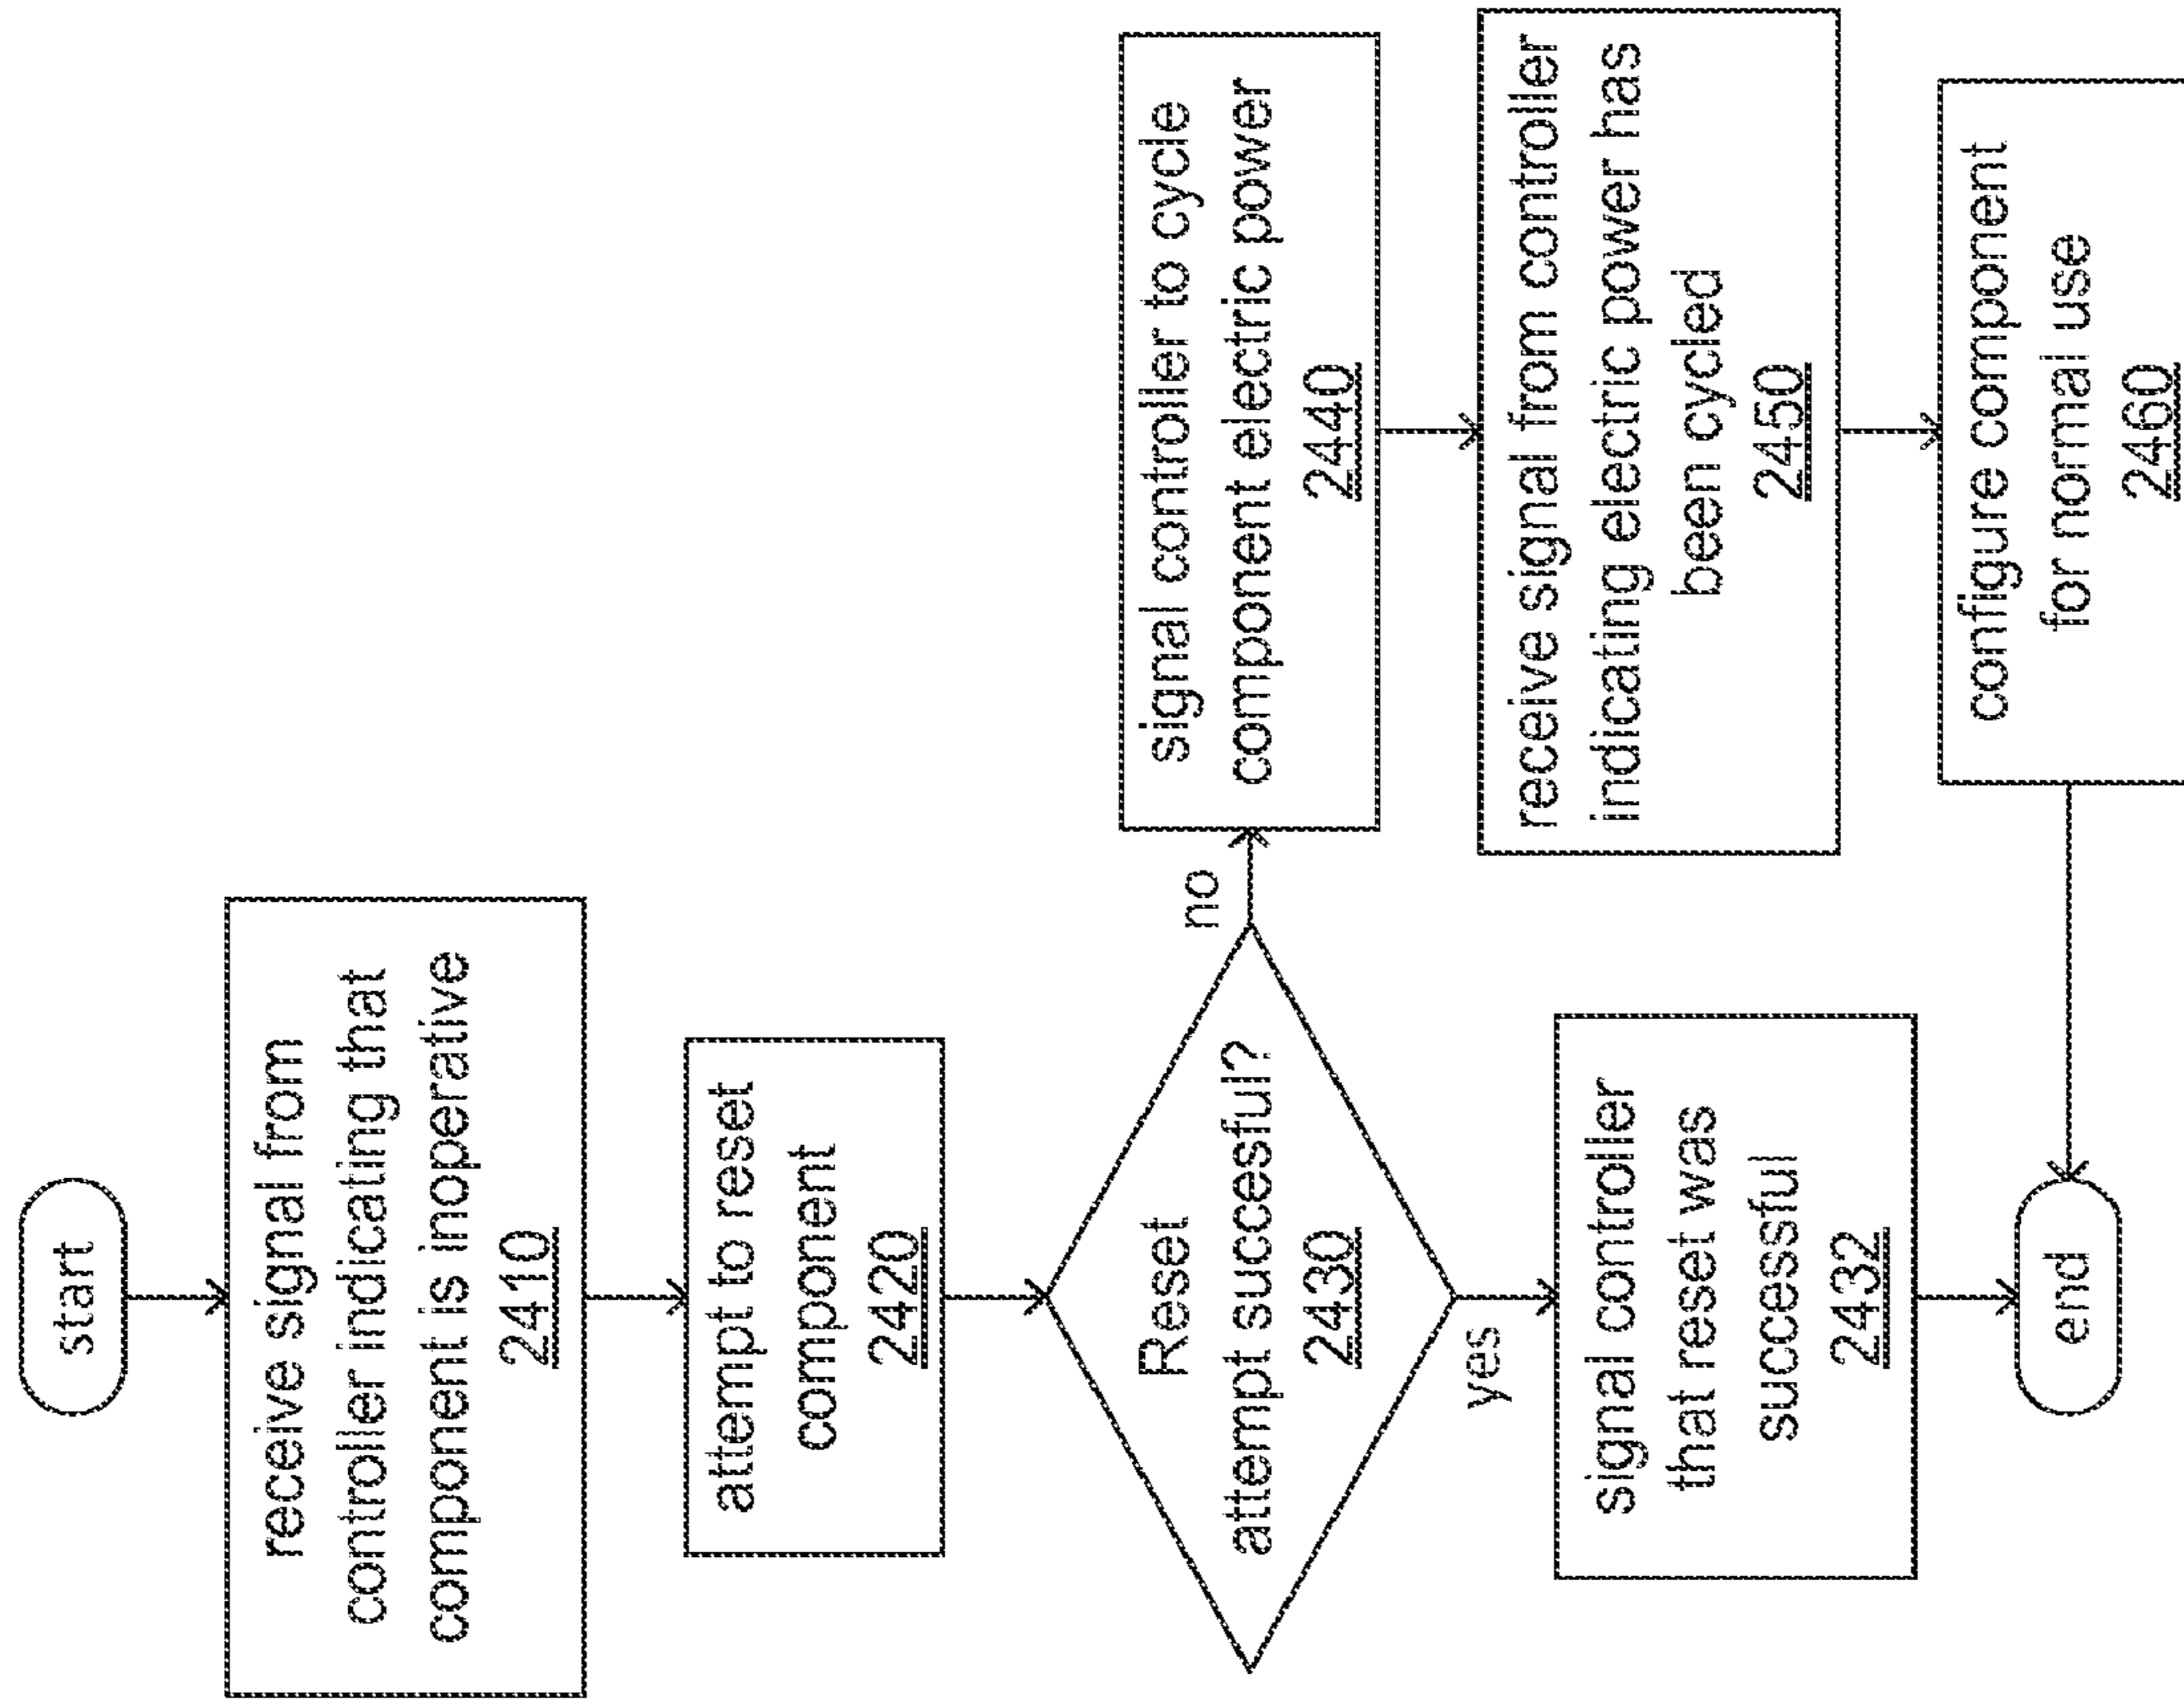 start
receive signal from
controller indicating that
component is inoperative
2410
attempt to reset
component
2420
Reset
attempt successful?
2430
no
yes
signal controller
that reset was
successful
2432
signal controller to cycle
component electric power
2440
receive signal from controller
indicating electric power has
been cycled
2450
configure component
for normal use
2460
end